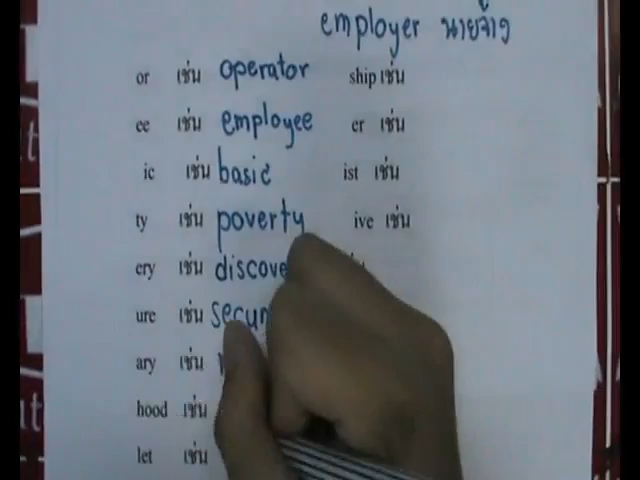 employer นายจ้าง
or เช่น operator ship เช่น
ee เช่น employee er เช่น
ic เช่น basic ist เช่น
ty เช่น poverty ive เช่น
ery เช่น discove
ure เช่น secur
ary เช่น
hood เช่น
let เช่น